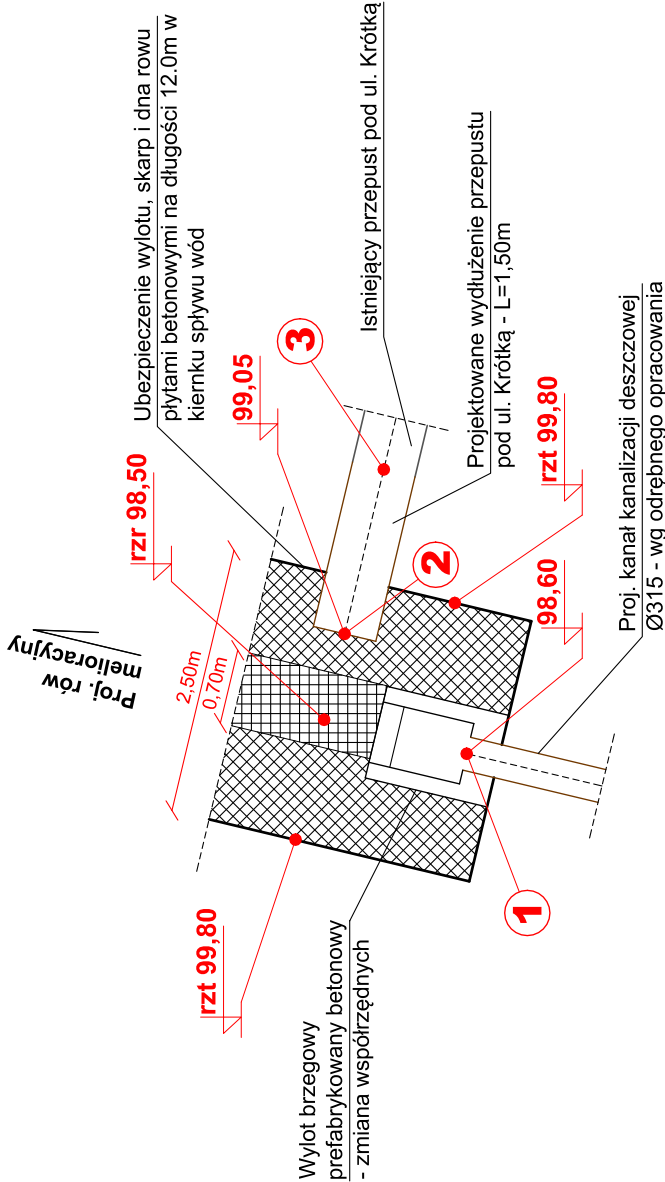 Ubezpieczenie wylotu, skarp i dna rowu
płytami betonowymi na długości 12.0m w
kiernku spływu wód
Istniejący przepust pod ul. Krótką
Projektowane wydłużenie przepustu
pod ul. Krótką - L=1,50m
Proj. kanał kanalizacji deszczowej
Ø315 - wg odrębnego opracowania
Wylot brzegowy
prefabrykowany betonowy
- zmiana współrzędnych
Proj. rów
melioracyjny
2,50m
0,70m
rzr 98,50
99,05
rzt 99,80
98,60
rzt 99,80
1
2
3